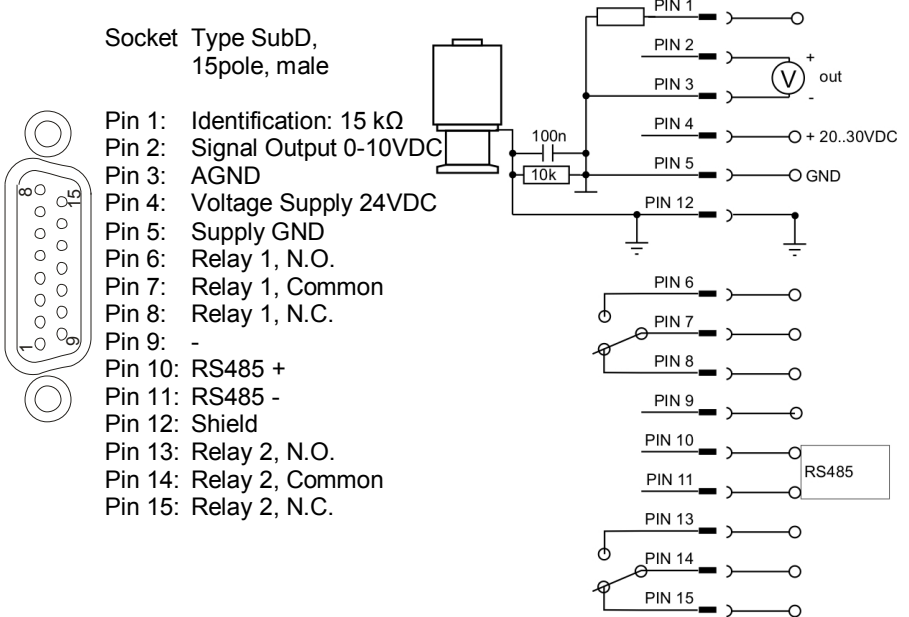 Socket Type SubD,
15pole, male
Pin 1: Identification: 15 kΩ
Pin 2: Signal Output 0-10VDC
Pin 3: AGND
Pin 4: Voltage Supply 24VDC
Pin 5: Supply GND
Pin 6: Relay 1, N.O.
Pin 7: Relay 1, Common
Pin 8: Relay 1, N.C.
Pin 9: -
Pin 10: RS485 +
Pin 11: RS485 -
Pin 12: Shield
Pin 13: Relay 2, N.O.
Pin 14: Relay 2, Common
Pin 15: Relay 2, N.C.
8
15
1
9
100n
10k
PIN 1
PIN 2
+
V out
PIN 3
-
PIN 4
+ 20..30VDC
PIN 5
GND
PIN 12
PIN 6
PIN 7
PIN 8
PIN 9
PIN 10
RS485
PIN 11
PIN 13
PIN 14
PIN 15